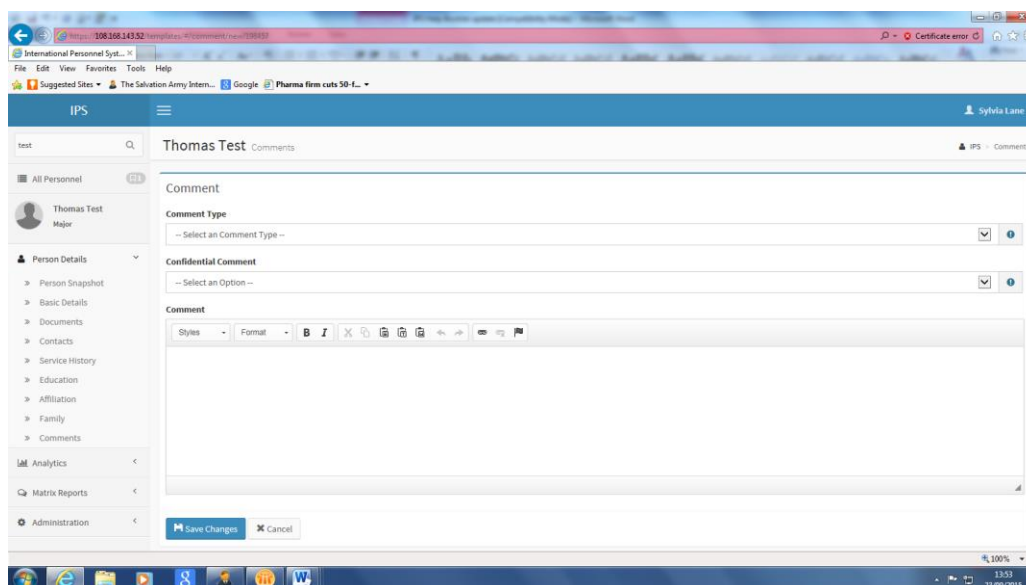 https://108.168.143.52/templates/#/comment/new/
Certificate error
International Personnel Syst...
File Edit View Favorites Tools Help
Suggested Sites The Salvation Army Intern... Google Pharma firm cuts 50-f...
IPS Sylvia Lane
test Thomas Test Comments IPS > Comment
All Personnel Comment
Thomas Test
Major
Comment Type
-- Select an Comment Type --
Person Details
Confidential Comment
-- Select an Option --
Person Snapshot
Basic Details
Comment
Documents
Styles Format B I
Contacts
Service History
Education
Affiliation
Family
Comments
Analytics
Matrix Reports
Administration
Save Changes Cancel
100%
13:53